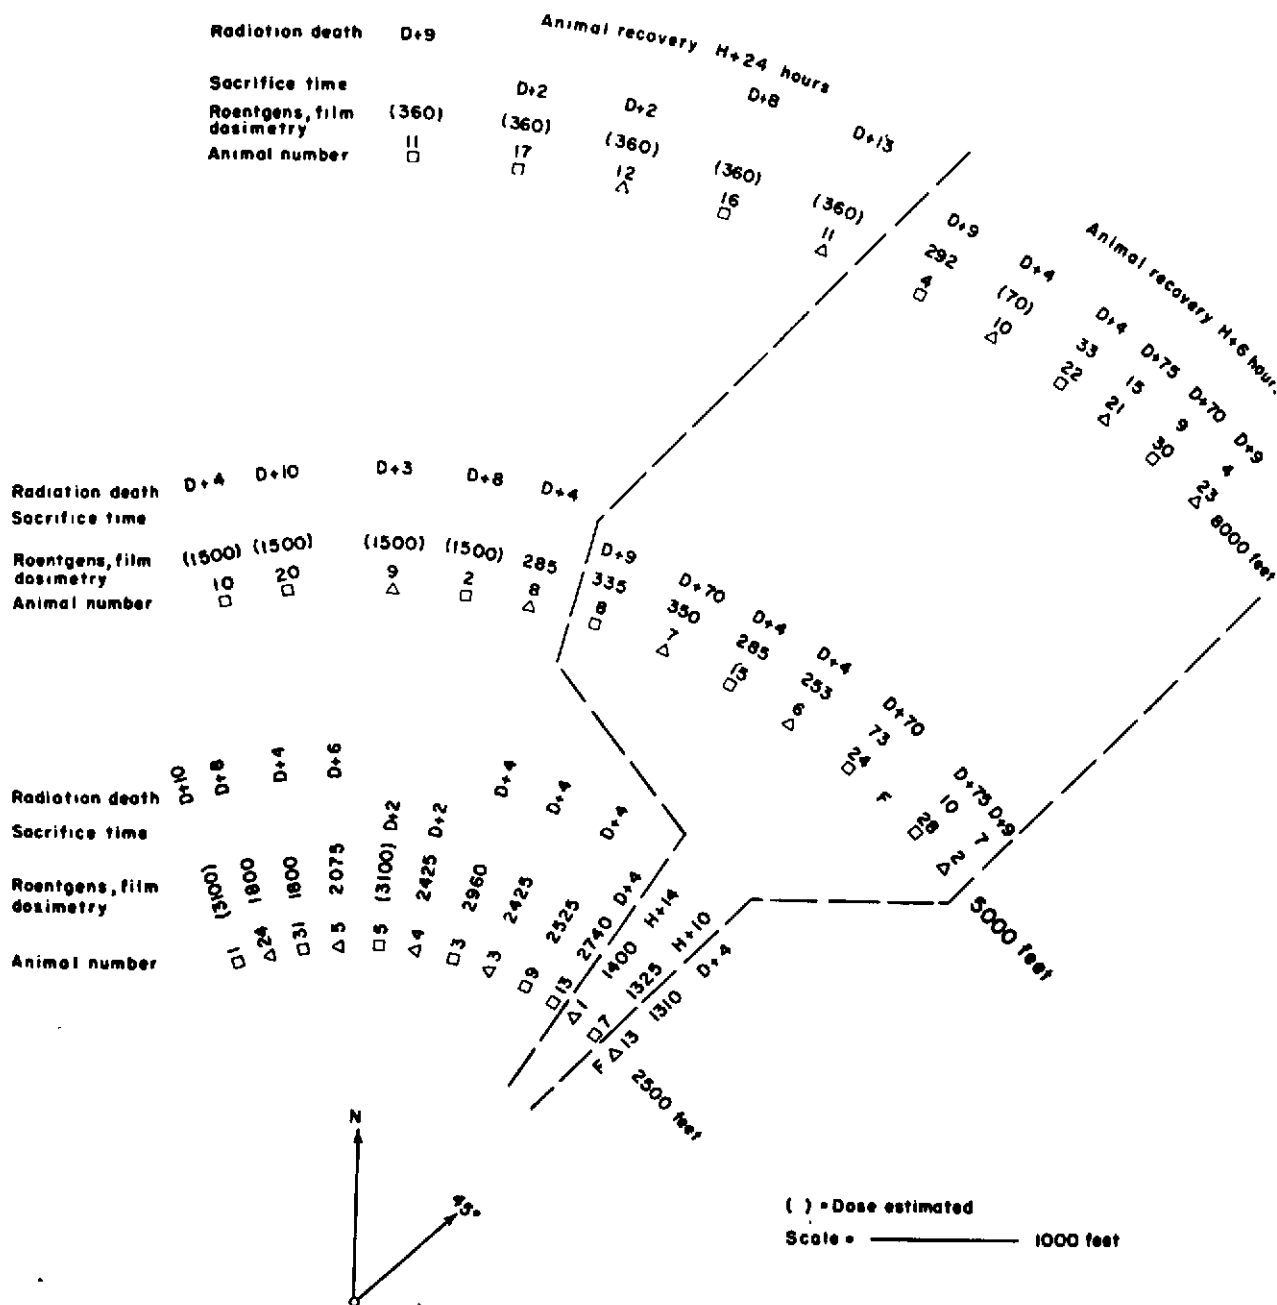 Radiation death D+9
Animal recovery H+24 hours
Sacrifice time D+2 D+2 D+8 D+13
Roentgens, film dosimetry (360) (360) (360) (360) (360)
Animal number 11 17 12 16 11
Animal recovery H+6 hour.
D+9 D+4 D+4 D+75 D+70 D+9
292 (70) 33 15 9 4
4 10 22 21 30 23
8000 feet
Radiation death D+4 D+10 D+3 D+8 D+4
Sacrifice time
D+9 D+70 D+4 D+4 D+70 D+75 D+9
Roentgens, film dosimetry (1500) (1500) (1500) (1500) 285 335 350 285 253 73 10 7
Animal number 10 20 9 2 8 8 7 15 6 24 F 28 2
5000 feet
Radiation death D+10 D+8 D+4 D+6 D+4 D+4 D+4
Sacrifice time D+2 D+2 D+4 H+14 H+10 D+4
Roentgens, film dosimetry (3100) 1800 1800 2075 (3100) 2425 2960 2425 2525 2740 1400 1325 1310
Animal number 1 24 31 5 5 4 3 3 9 13 1 7 F 13
2500 feet
N
45°
( ) = Dose estimated
Scale = 1000 feet